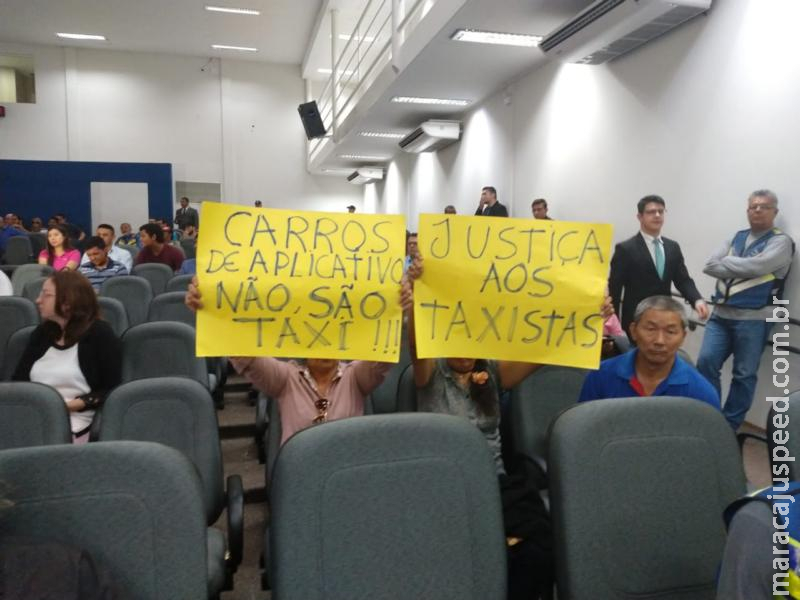 CARROS
DE APLICATIVO
NÃO, SÃO
TAXI !!!
JUSTIÇA
AOS
TAXISTAS
maracajuspeed.com.br